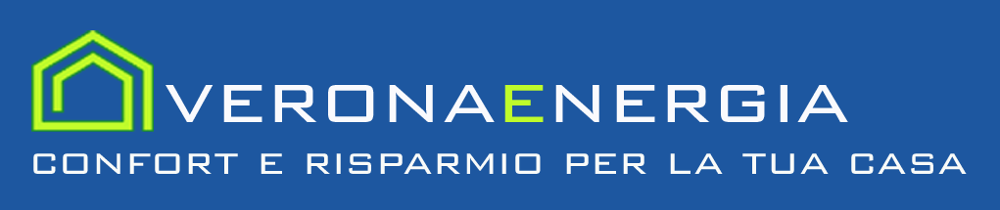 VERONAENERGIA
CONFORT E RISPARMIO PER LA TUA CASA